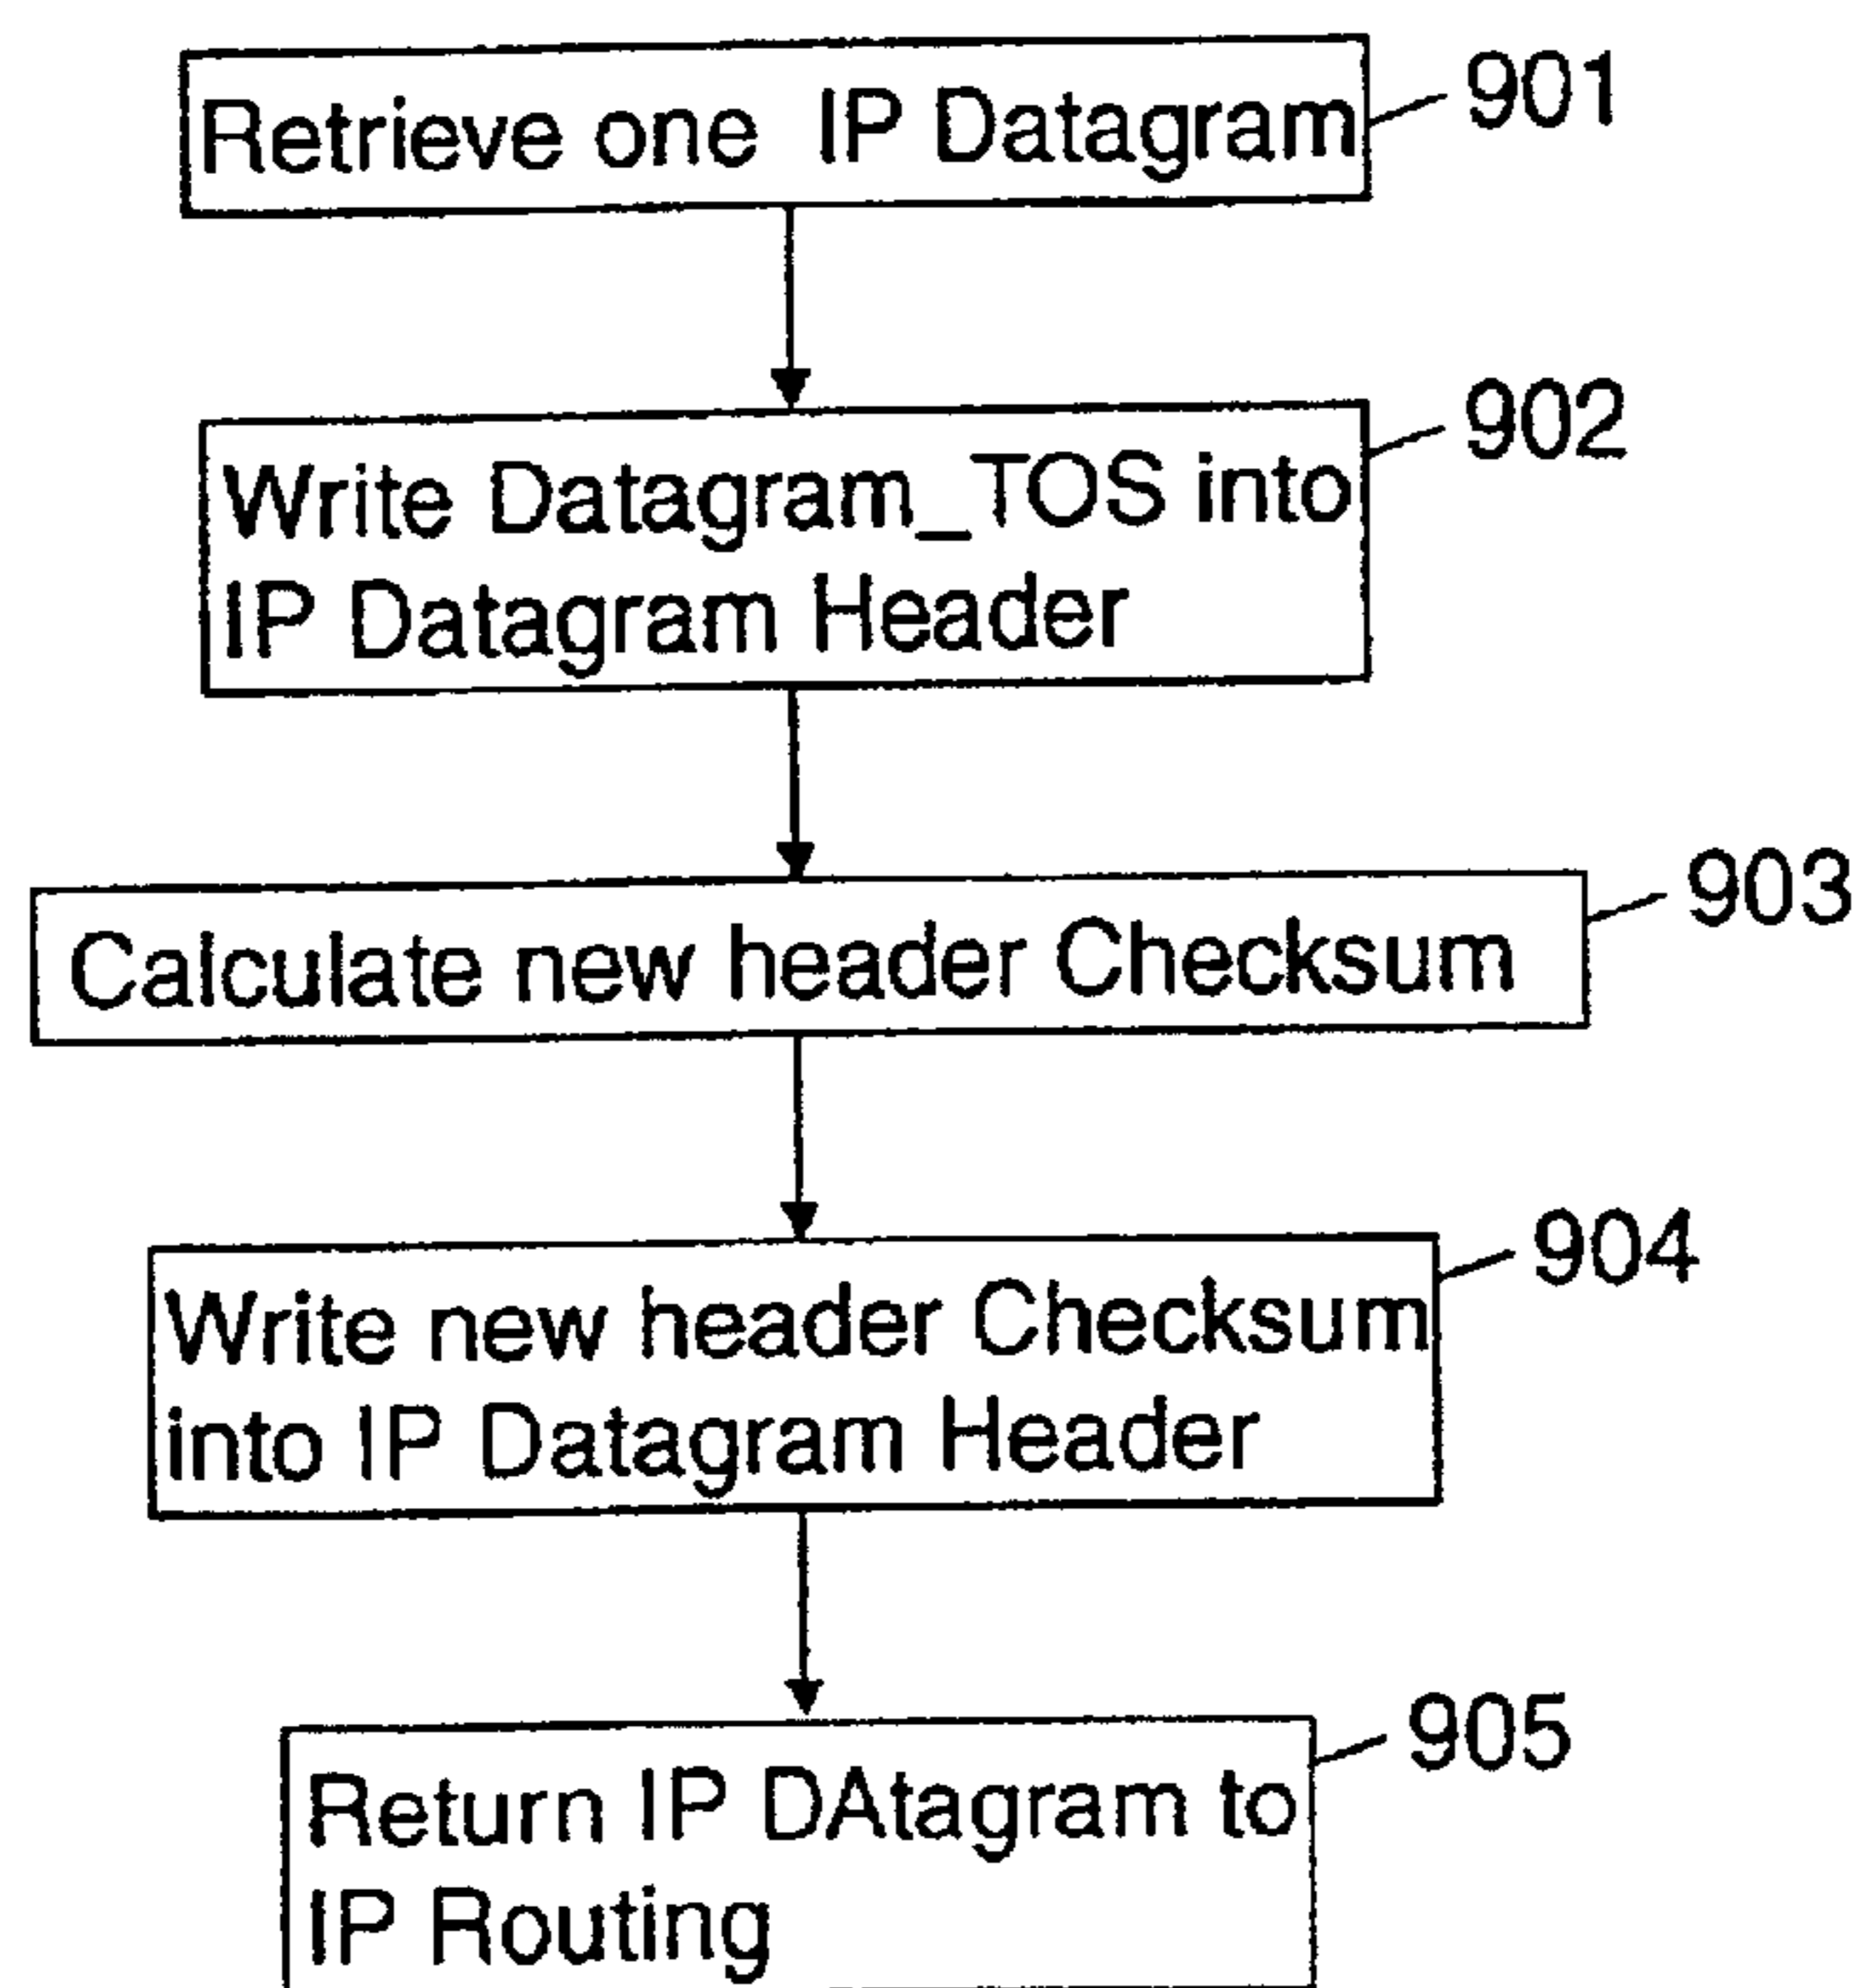 Retrieve one IP Datagram
901
Write Datagram_TOS into
IP Datagram Header
902
Calculate new header Checksum
903
Write new header Checksum
into IP Datagram Header
904
Return IP DAtagram to
IP Routing
905